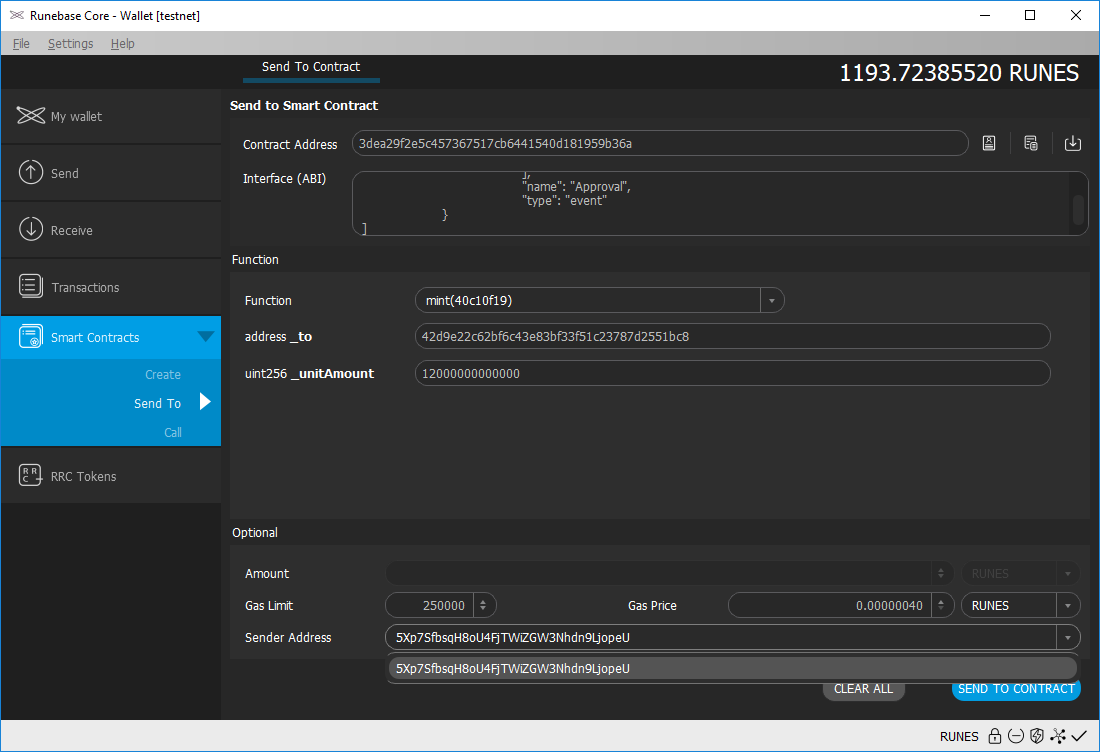 Runebase Core - Wallet [testnet]
File Settings Help
Send To Contract
1193.72385520 RUNES
My wallet
Send
Receive
Transactions
Smart Contracts
Create
Send To
Call
RRC Tokens
Send to Smart Contract
Contract Address 3dea29f2e5c457367517cb6441540d181959b36a
Interface (ABI)
],
"name": "Approval",
"type": "event"
}
]
Function
Function mint(40c10f19)
address _to 42d9e22c62bf6c43e83bf33f51c23787d2551bc8
uint256 _unitAmount 12000000000000
Optional
Amount RUNES
Gas Limit 250000 Gas Price 0.00000040 RUNES
Sender Address 5Xp7SfbsqH8oU4FjTWiZGW3Nhdn9LjopeU
5Xp7SfbsqH8oU4FjTWiZGW3Nhdn9LjopeU
CLEAR ALL SEND TO CONTRACT
RUNES